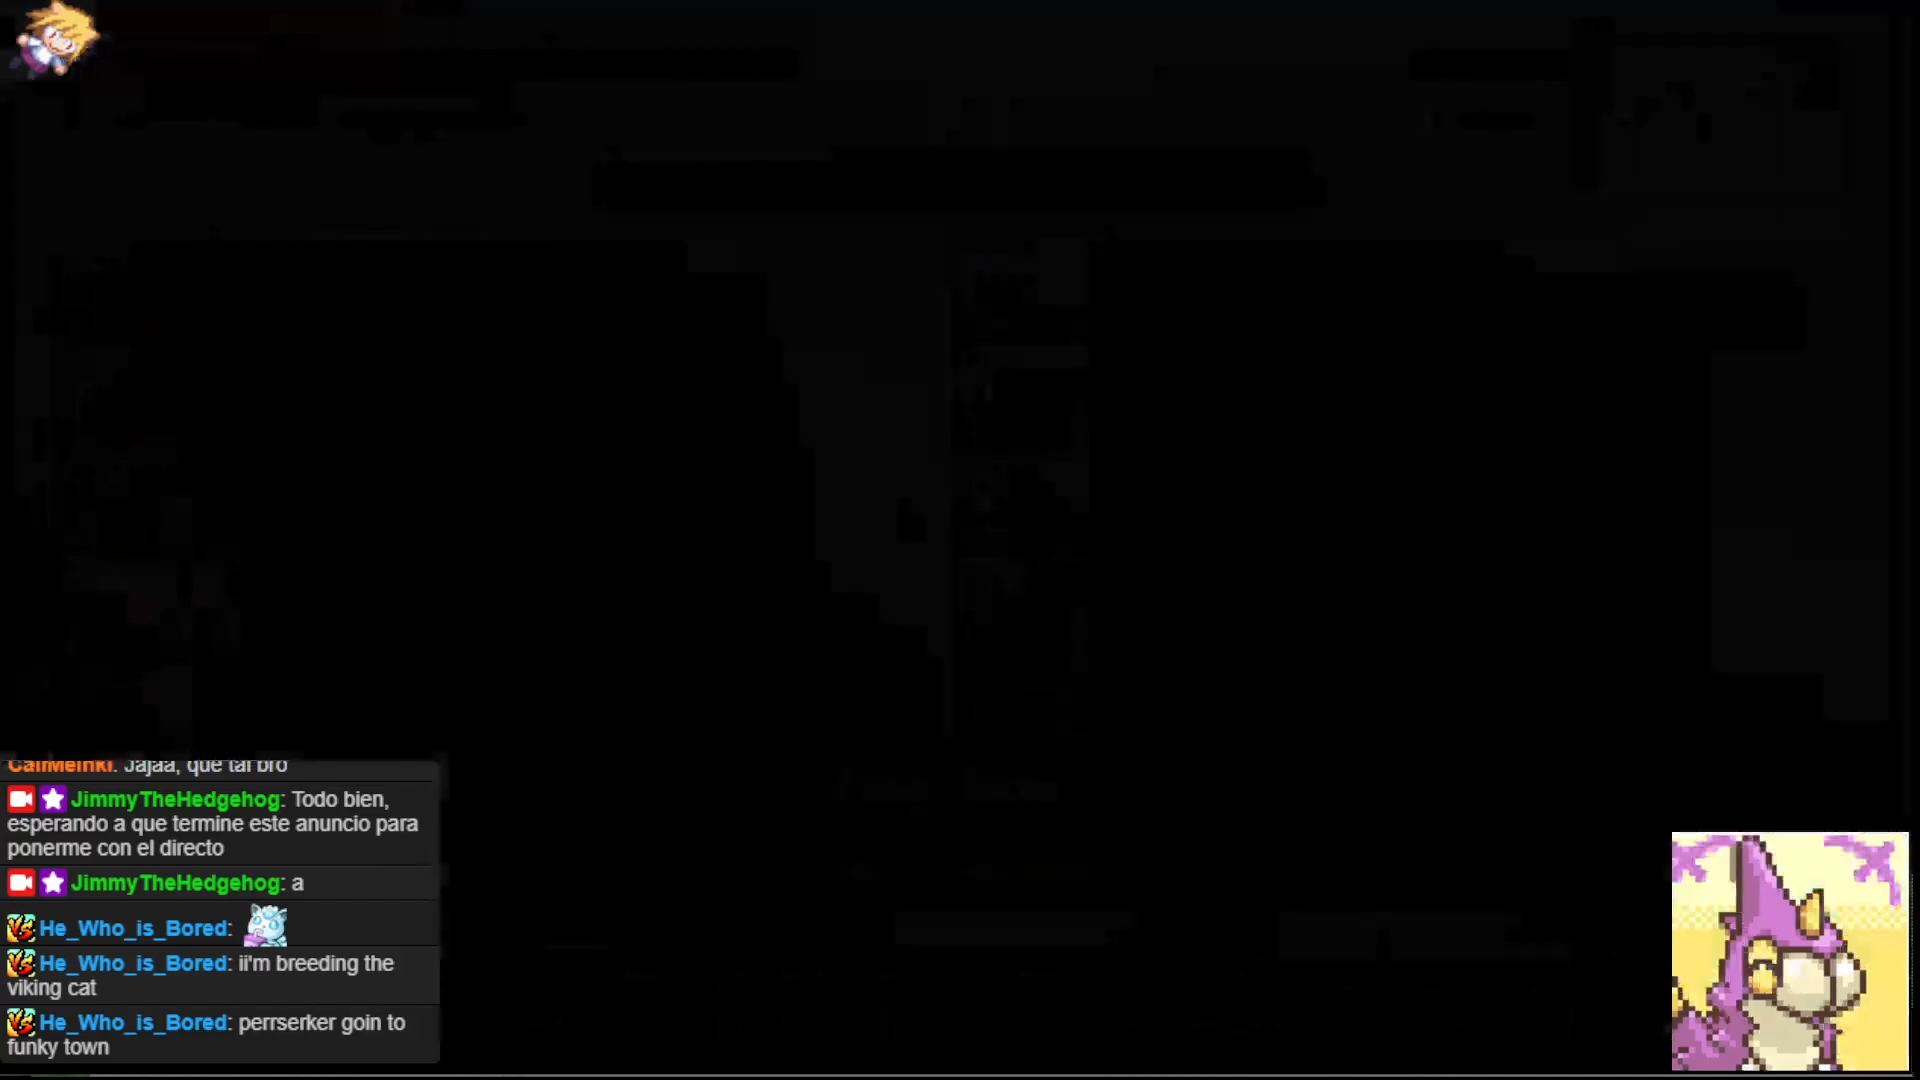 CallMeInki: Jajaa, que tal bro
JimmyTheHedgehog: Todo bien,
esperando a que termine este anuncio para
ponerme con el directo
JimmyTheHedgehog: a
He_Who_is_Bored:
He_Who_is_Bored: ii'm breeding the
viking cat
He_Who_is_Bored: perrserker goin to
funky town